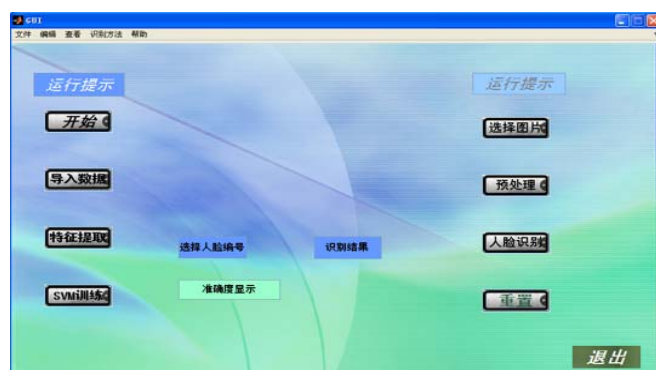 GUI
文件 编辑 查看 识别方法 帮助
运行提示
开始
导入数据
特征提取
SVM训练
选择人脸编号
识别结果
准确度显示
运行提示
选择图片
预处理
人脸识别
重置
退出